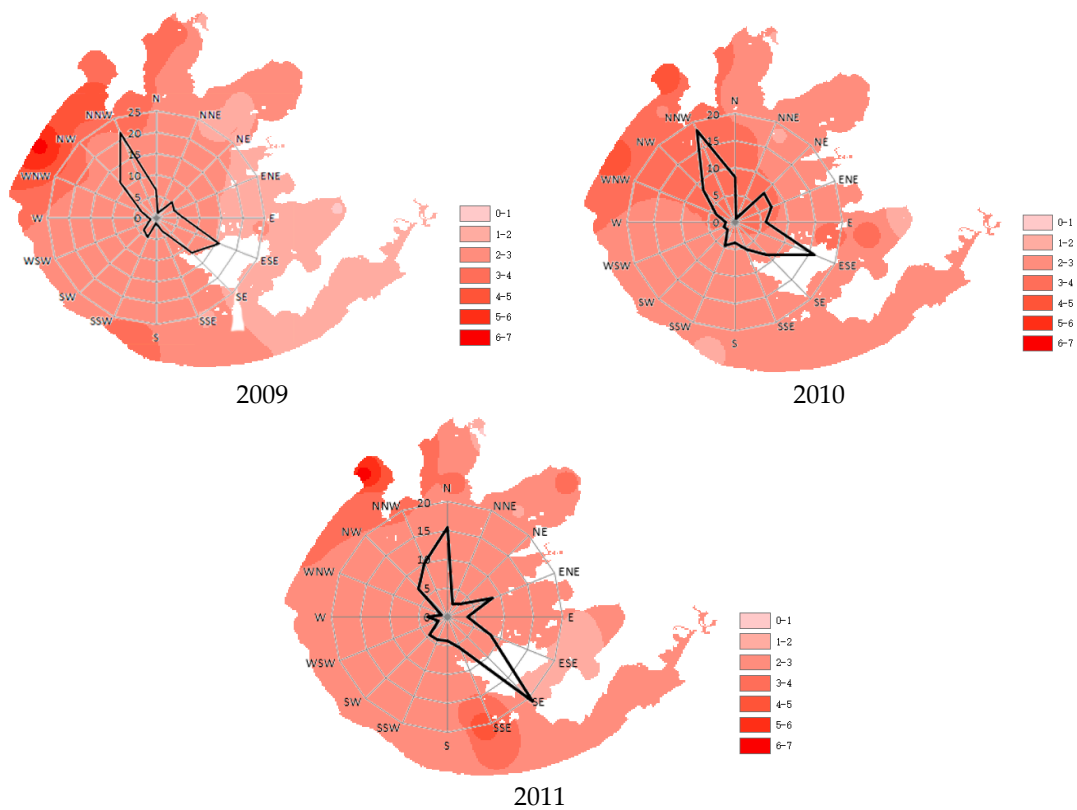 N
NNE
NE
ENE
E
ESE
SE
SSE
S
SSW
SW
WSW
W
WNW
NW
NNW
25
20
15
10
5
0
0-1
1-2
2-3
3-4
4-5
5-6
6-7
2009
N
NNE
NE
ENE
E
ESE
SE
SSE
S
SSW
SW
WSW
W
WNW
NW
NNW
20
15
10
5
0
0-1
1-2
2-3
3-4
4-5
5-6
6-7
2010
N
NNE
NE
ENE
E
ESE
SE
SSE
S
SSW
SW
WSW
W
WNW
NW
NNW
20
15
10
5
0
0-1
1-2
2-3
3-4
4-5
5-6
6-7
2011